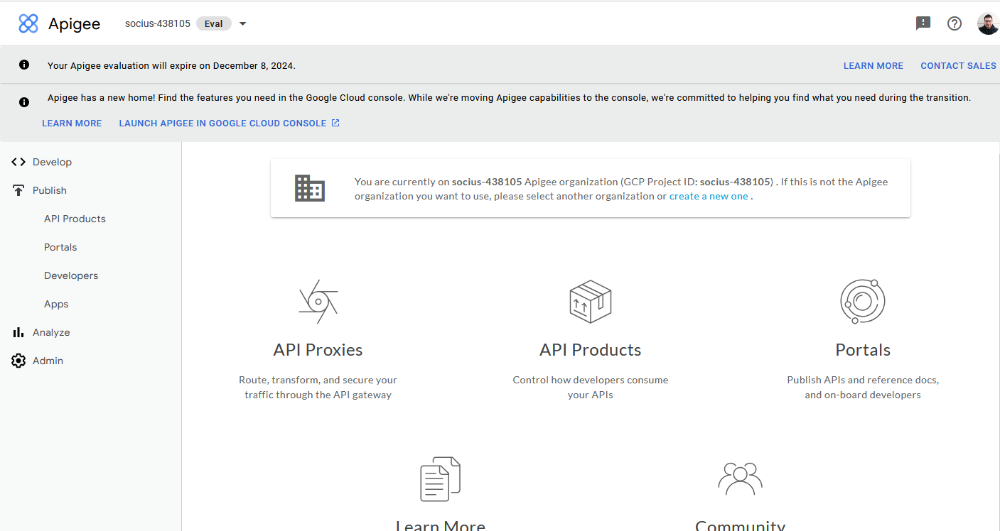 Apigee
socius-438105 Eval
Your Apigee evaluation will expire on December 8, 2024.
LEARN MORE
CONTACT SALES
Apigee has a new home! Find the features you need in the Google Cloud console. While we're moving Apigee capabilities to the console, we're committed to helping you find what you need during the transition.
LEARN MORE
LAUNCH APIGEE IN GOOGLE CLOUD CONSOLE
Develop
Publish
API Products
Portals
Developers
Apps
Analyze
Admin
You are currently on socius-438105 Apigee organization (GCP Project ID: socius-438105) . If this is not the Apigee
organization you want to use, please select another organization or create a new one .
API Proxies
Route, transform, and secure your
traffic through the API gateway
API Products
Control how developers consume
your APIs
Portals
Publish APIs and reference docs,
and on-board developers
Learn More
Community